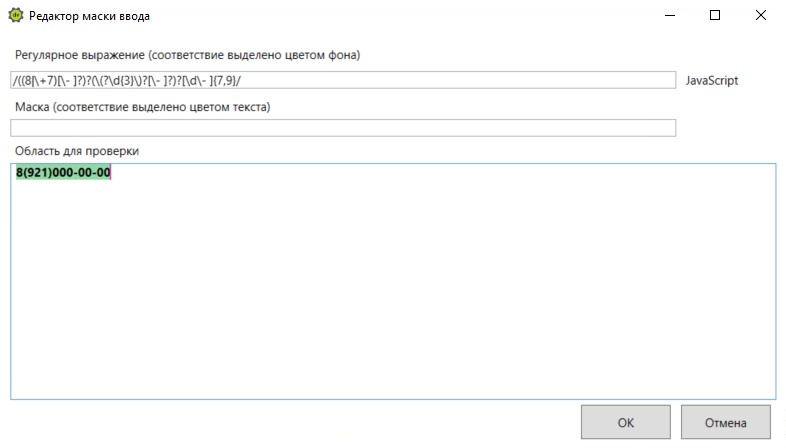 Редактор маски ввода
Регулярное выражение (соответствие выделено цветом фона)
/((8|\+7)[\- ]?)?(\(?\d{3}\)?[\- ]?)?[\d\- ]{7,9}/
JavaScript
Маска (соответствие выделено цветом текста)
Область для проверки
8(921)000-00-00
ОК
Отмена